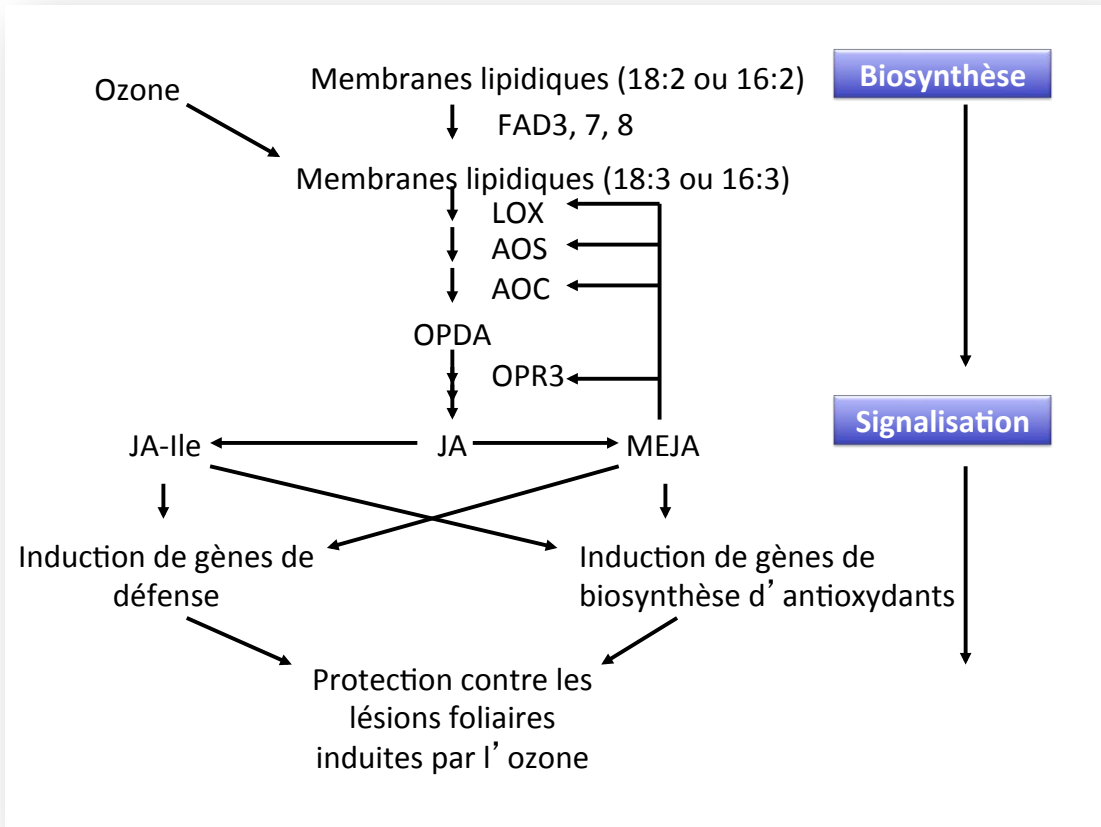 Membranes lipidiques (18:2 ou 16:2)
Biosynthèse
Ozone
FAD3, 7, 8
Membranes lipidiques (18:3 ou 16:3)
LOX
AOS
AOC
OPDA
OPR3
Signalisation
JA-Ile
JA
MEJA
Induction de gènes de
défense
Induction de gènes de
biosynthèse d’ antioxydants
Protection contre les
lésions foliaires
induites par l’ ozone